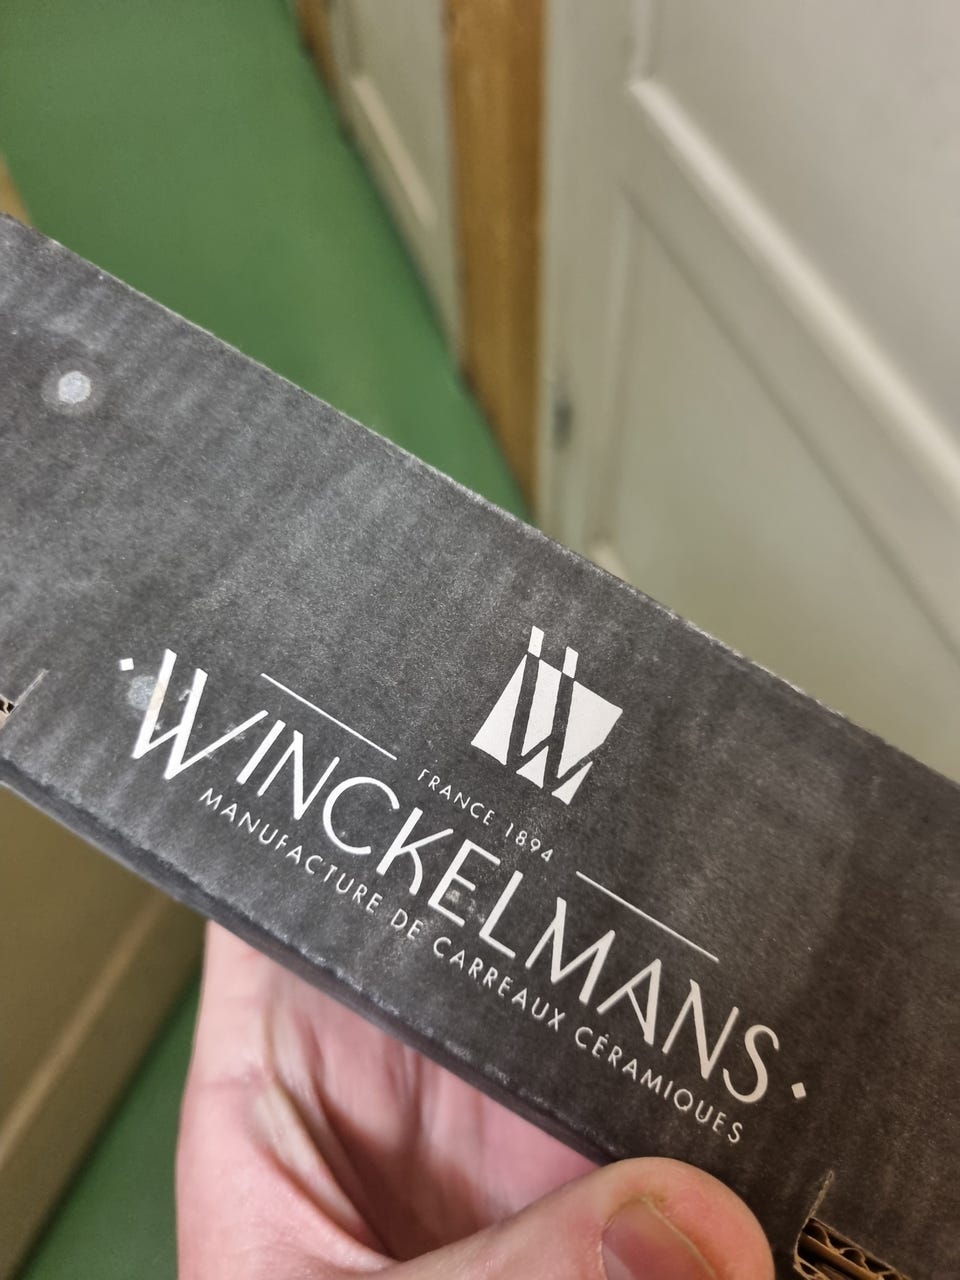 FRANCE 1894
·WINCKELMANS·
MANUFACTURE DE CARREAUX CÉRAMIQUES